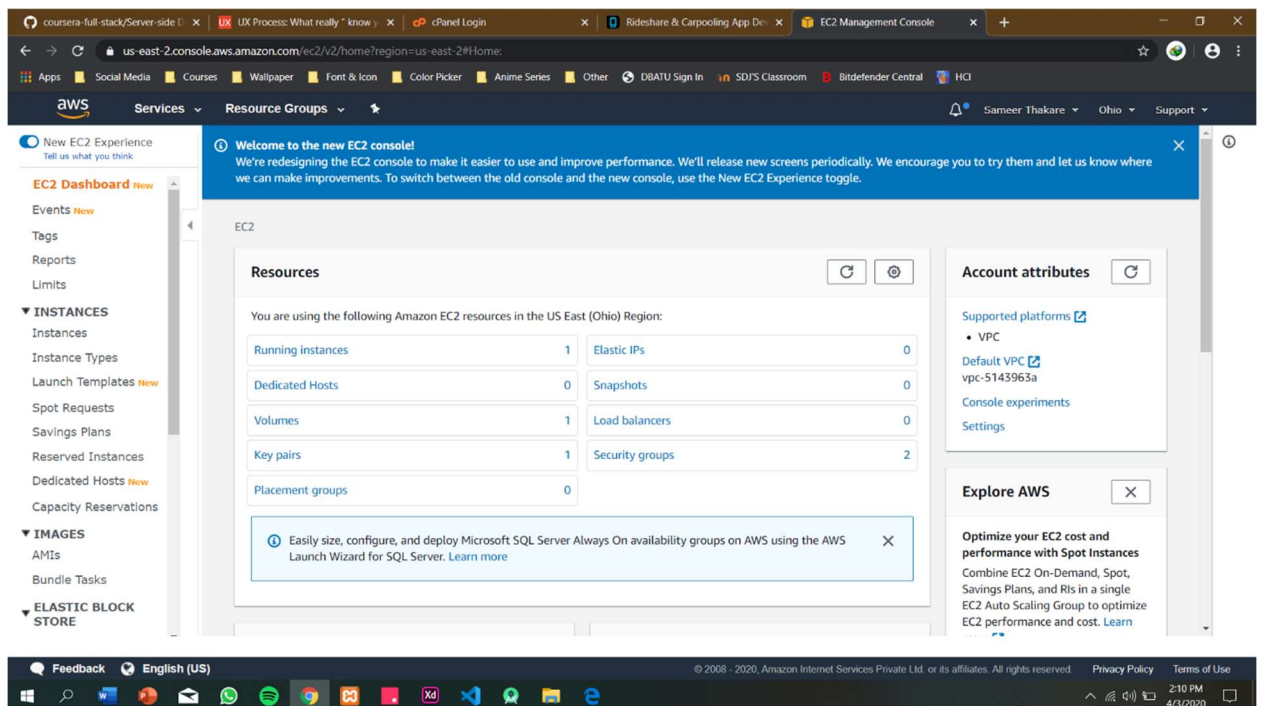 coursera-full-stack/Server-side D
UX UX Process: What really " know y
cP cPanel Login
Rideshare & Carpooling App Dev
EC2 Management Console
us-east-2.console.aws.amazon.com/ec2/v2/home?region=us-east-2#Home:
Apps Social Media Courses Wallpaper Font & Icon Color Picker Anime Series Other DBATU Sign In SDJ'S Classroom Bitdefender Central HCI
aws Services Resource Groups Sameer Thakare Ohio Support
New EC2 Experience
Tell us what you think
EC2 Dashboard New
Events New
Tags
Reports
Limits
INSTANCES
Instances
Instance Types
Launch Templates New
Spot Requests
Savings Plans
Reserved Instances
Dedicated Hosts New
Capacity Reservations
IMAGES
AMIs
Bundle Tasks
ELASTIC BLOCK
STORE
Welcome to the new EC2 console!
We're redesigning the EC2 console to make it easier to use and improve performance. We'll release new screens periodically. We encourage you to try them and let us know where
we can make improvements. To switch between the old console and the new console, use the New EC2 Experience toggle.
EC2
Resources
You are using the following Amazon EC2 resources in the US East (Ohio) Region:
Running instances 1 Elastic IPs 0
Dedicated Hosts 0 Snapshots 0
Volumes 1 Load balancers 0
Key pairs 1 Security groups 2
Placement groups 0
Easily size, configure, and deploy Microsoft SQL Server Always On availability groups on AWS using the AWS
Launch Wizard for SQL Server. Learn more
Account attributes
Supported platforms
• VPC
Default VPC
vpc-5143963a
Console experiments
Settings
Explore AWS
Optimize your EC2 cost and
performance with Spot Instances
Combine EC2 On-Demand, Spot,
Savings Plans, and RIs in a single
EC2 Auto Scaling Group to optimize
EC2 performance and cost. Learn
Feedback English (US) © 2008 - 2020, Amazon Internet Services Private Ltd. or its affiliates. All rights reserved. Privacy Policy Terms of Use
Xd
2:10 PM
4/3/2020